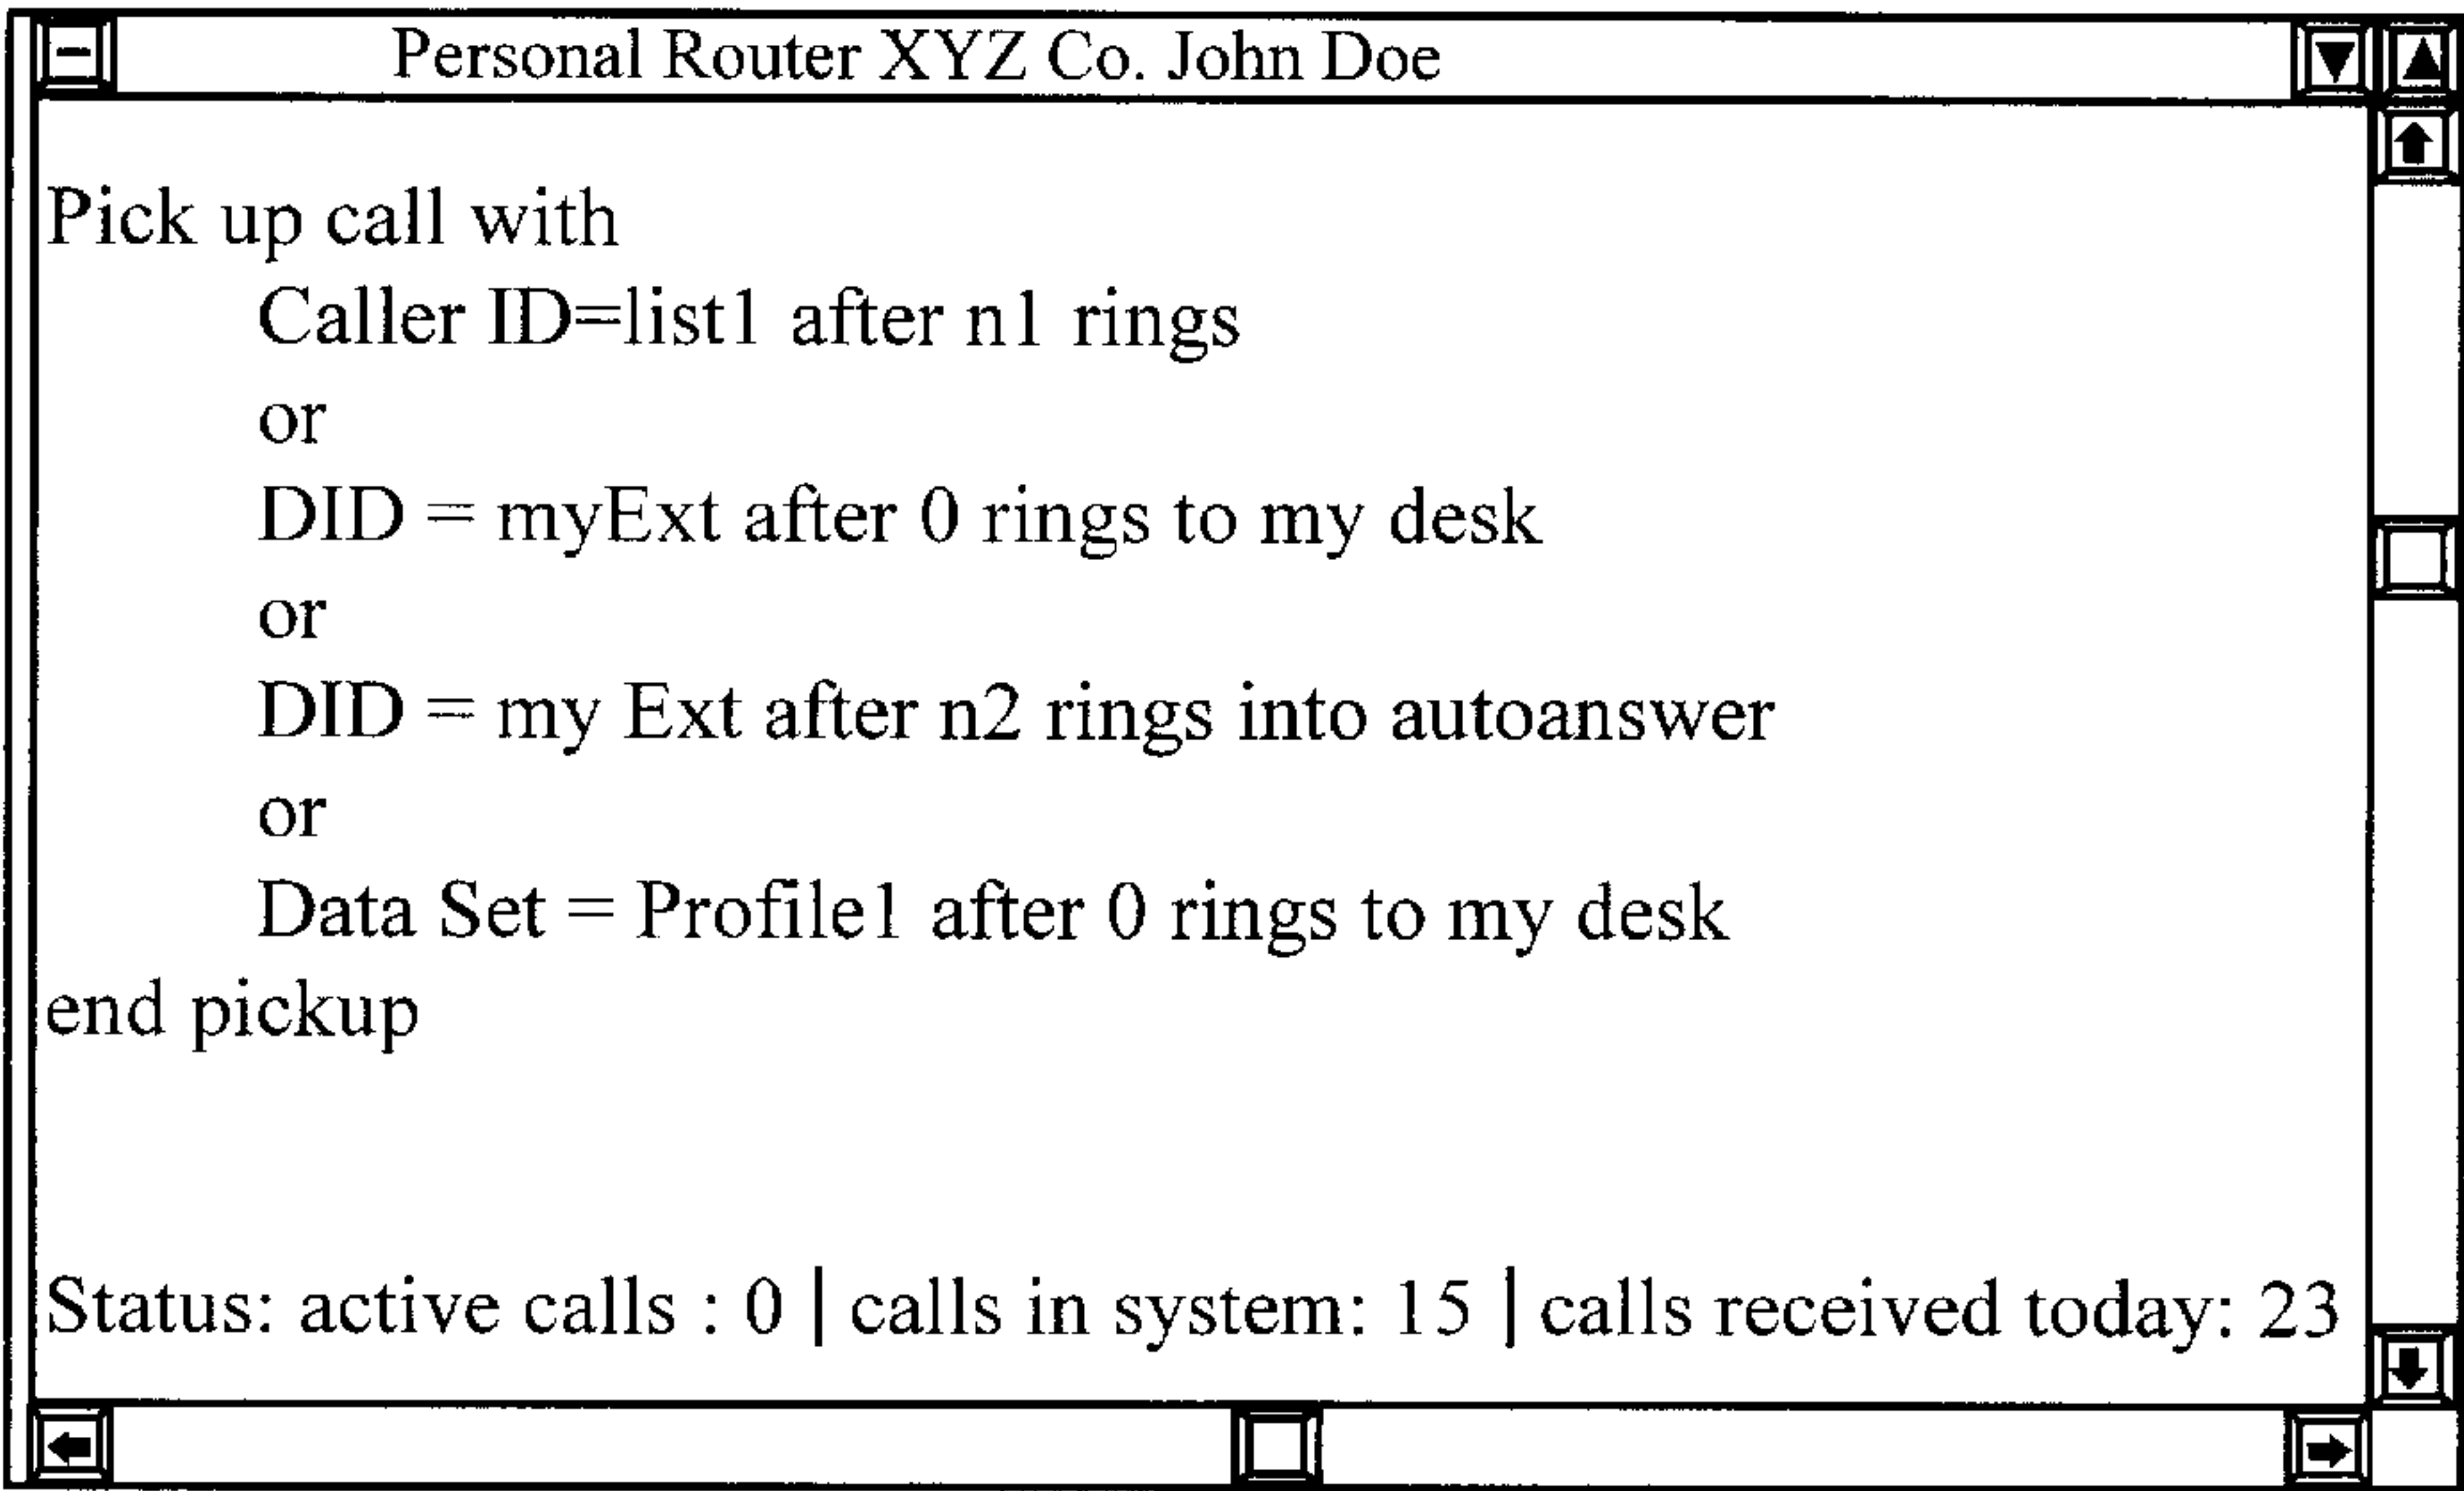 Personal Router XYZ Co. John Doe
Pick up call with
Caller ID=list1 after n1 rings
or
DID = myExt after 0 rings to my desk
or
DID = my Ext after n2 rings into autoanswer
or
Data Set = Profile1 after 0 rings to my desk
end pickup
Status: active calls : 0 | calls in system: 15 | calls received today: 23